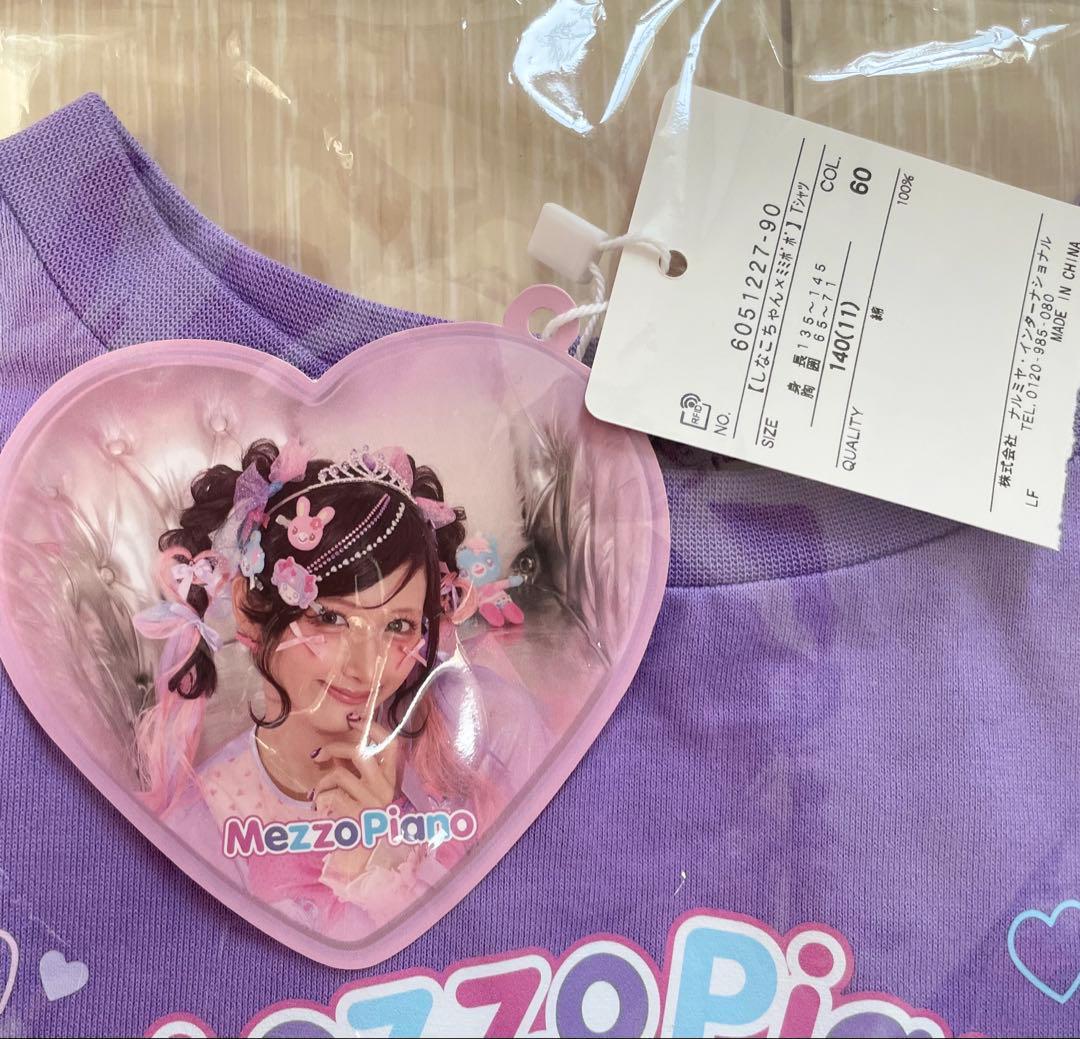 RFID
NO. 6051227-90
【しなこちゃん×ミミポポ】Tシャツ
SIZE
COL.
身長 135~145
胸囲 65~71
140(11)
60
QUALITY
綿 100%
株式会社 ナルミヤ・インターナショナル
TEL.0120-985-080
LF MADE IN CHINA
MezzoPiano
MezzoPiano